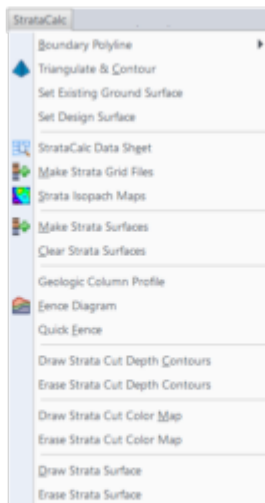 StrataCalc
Boundary Polyline
Triangulate & Contour
Set Existing Ground Surface
Set Design Surface
StrataCalc Data Sheet
Make Strata Grid Files
Strata Isopach Maps
Make Strata Surfaces
Clear Strata Surfaces
Geologic Column Profile
Fence Diagram
Quick Fence
Draw Strata Cut Depth Contours
Erase Strata Cut Depth Contours
Draw Strata Cut Color Map
Erase Strata Cut Color Map
Draw Strata Surface
Erase Strata Surface